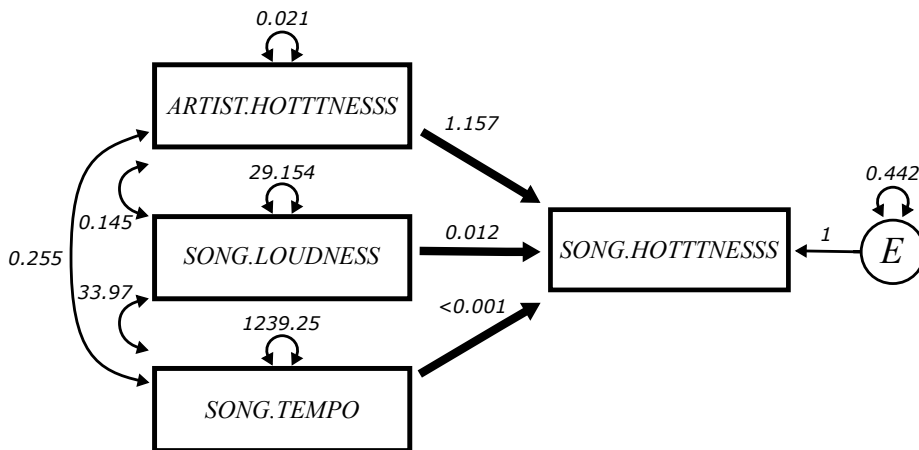 0.021
ARTIST.HOTTTNESSS
1.157
29.154
0.442
0.145
SONG.LOUDNESS
0.012
SONG.HOTTTNESSS
1
E
0.255
33.97
1239.25
<0.001
SONG.TEMPO